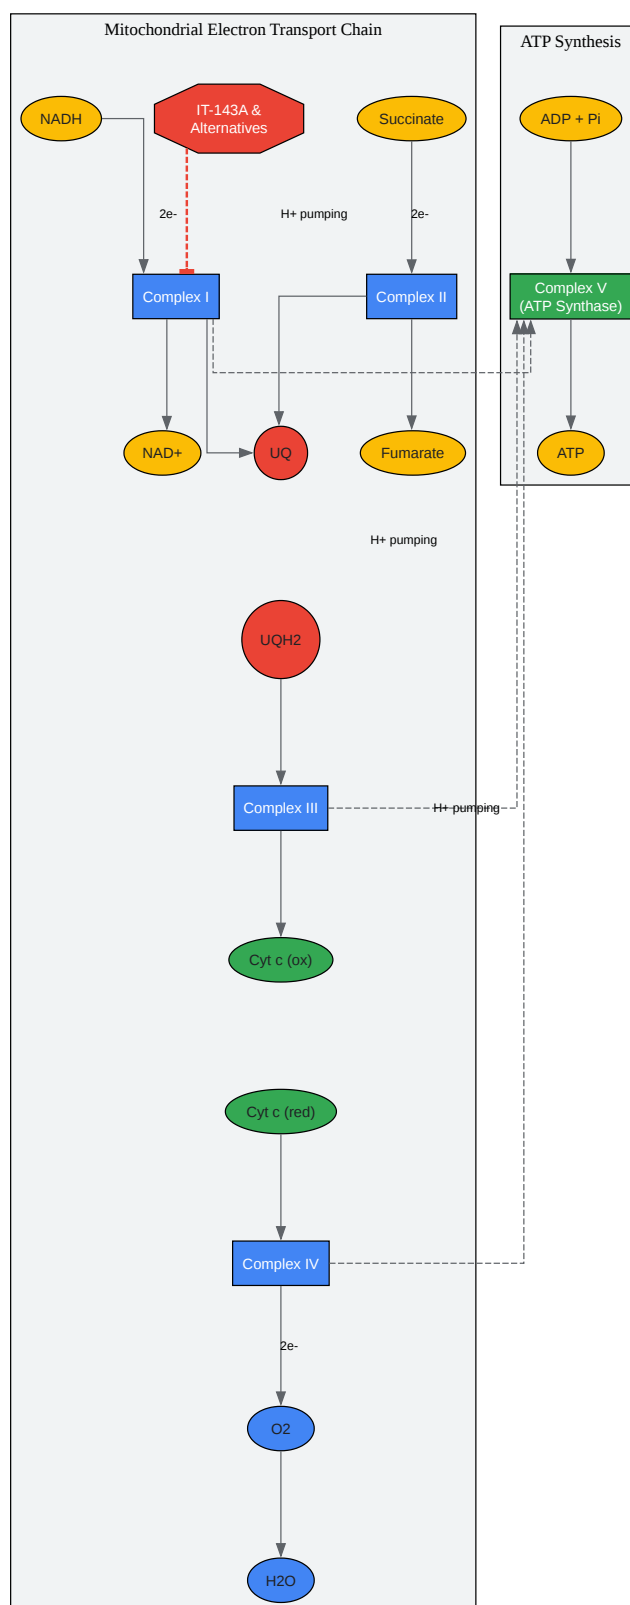 Mitochondrial Electron Transport Chain
ATP Synthesis
NADH
IT-143A &
Alternatives
Succinate
ADP + Pi
2e-
H+ pumping
2e-
Complex I
Complex II
Complex V
(ATP Synthase)
NAD+
UQ
Fumarate
ATP
H+ pumping
UQH2
Complex III
H+ pumping
Cyt c (ox)
Cyt c (red)
Complex IV
2e-
O2
H2O